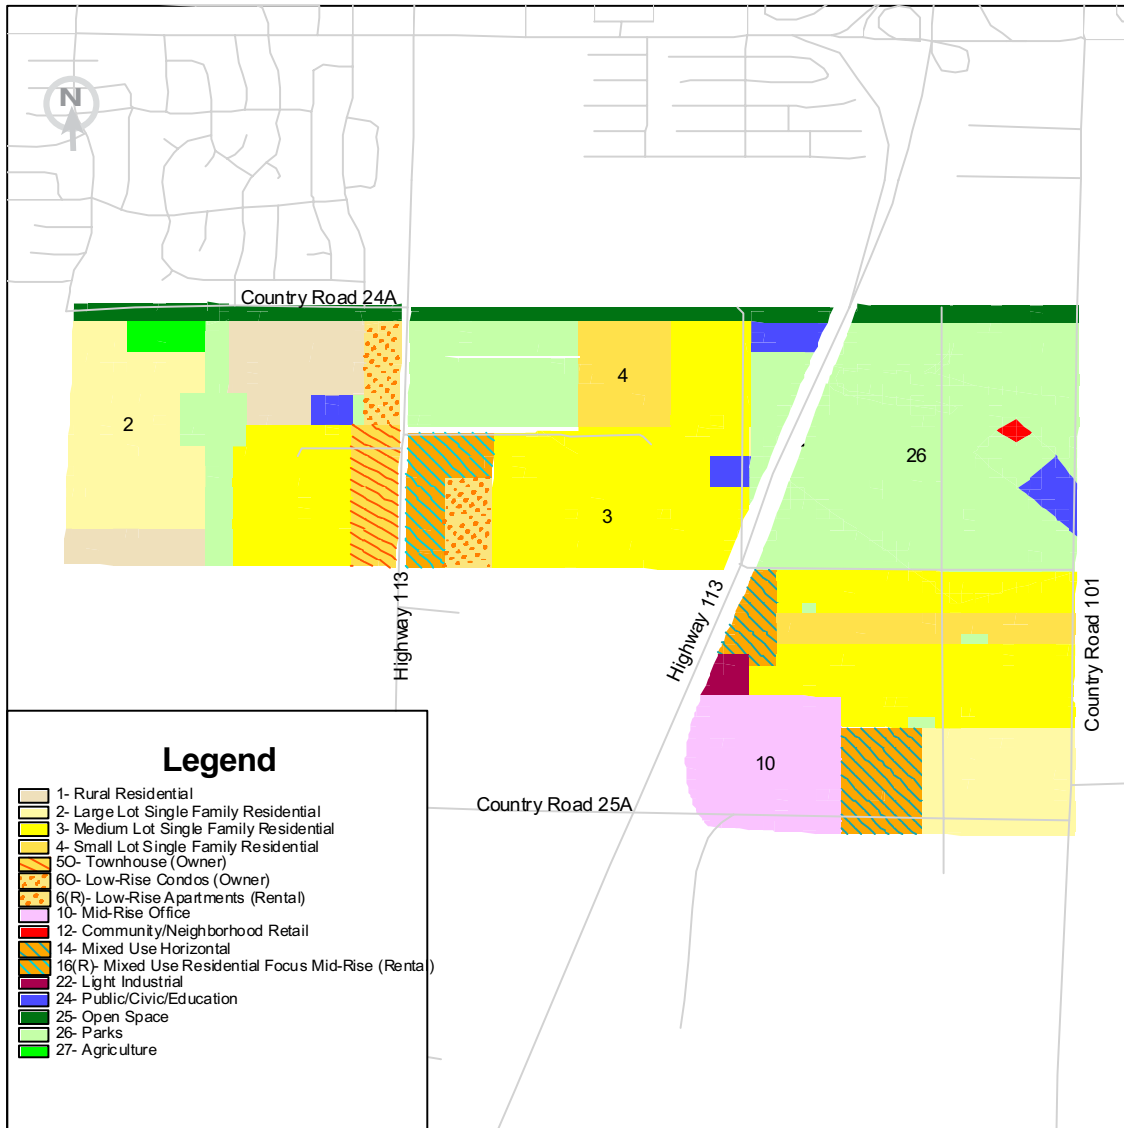 N
Country Road 24A
4
2
26
3
Highway 113
Highway 113
Country Road 101
10
Country Road 25A
Legend
1- Rural Residential
2- Large Lot Single Family Residential
3- Medium Lot Single Family Residential
4- Small Lot Single Family Residential
5O- Townhouse (Owner)
6O- Low-Rise Condos (Owner)
6(R)- Low-Rise Apartments (Rental)
10- Mid-Rise Office
12- Community/Neighborhood Retail
14- Mixed Use Horizontal
16(R)- Mixed Use Residential Focus Mid-Rise (Rental)
22- Light Industrial
24- Public/Civic/Education
25- Open Space
26- Parks
27- Agriculture